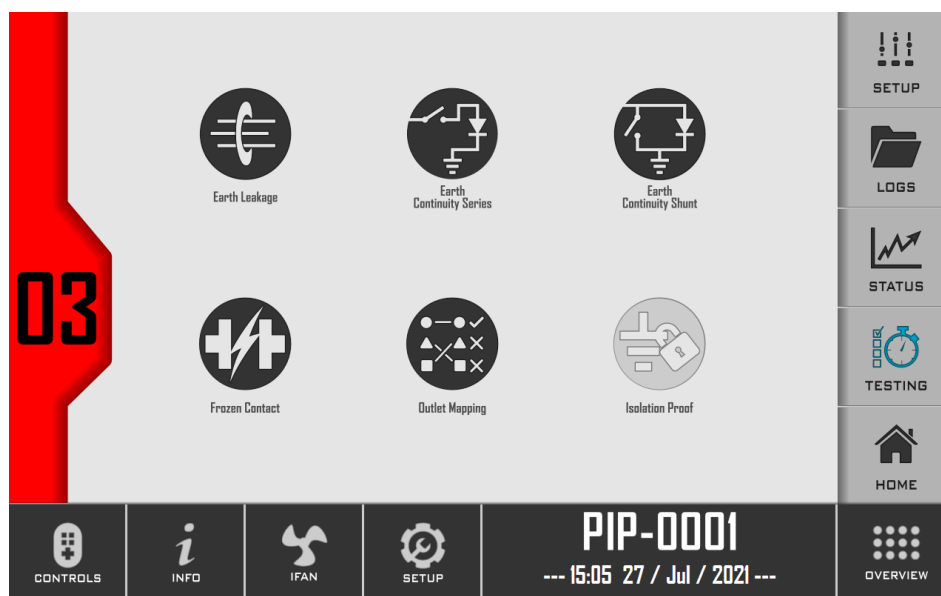 03
Earth Leakage
Earth
Continuity Series
Earth
Continuity Shunt
Frozen Contact
Outlet Mapping
Isolation Proof
SETUP
LOGS
STATUS
TESTING
HOME
CONTROLS
INFO
IFAN
SETUP
PIP-0001
--- 15:05 27 / Jul / 2021 ---
OVERVIEW